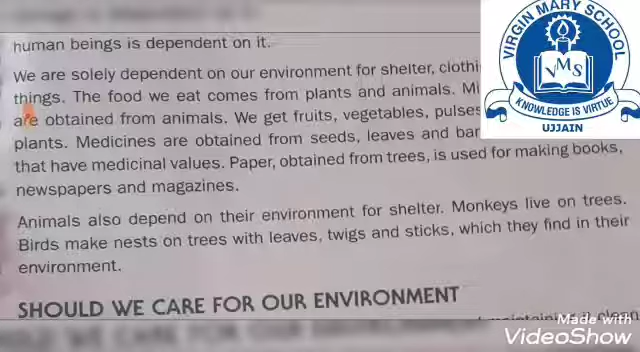 human beings is dependent on it.
We are solely dependent on our environment for shelter, clothi
things. The food we eat comes from plants and animals. Mi
are obtained from animals. We get fruits, vegetables, pulses
plants. Medicines are obtained from seeds, leaves and bar
that have medicinal values. Paper, obtained from trees, is used for making books,
newspapers and magazines.
Animals also depend on their environment for shelter. Monkeys live on trees.
Birds make nests on trees with leaves, twigs and sticks, which they find in their
environment.
SHOULD WE CARE FOR OUR ENVIRONMENT
VIRGIN MARY SCHOOL
VMS
KNOWLEDGE IS VIRTUE
UJJAIN
Made with
VideoShow